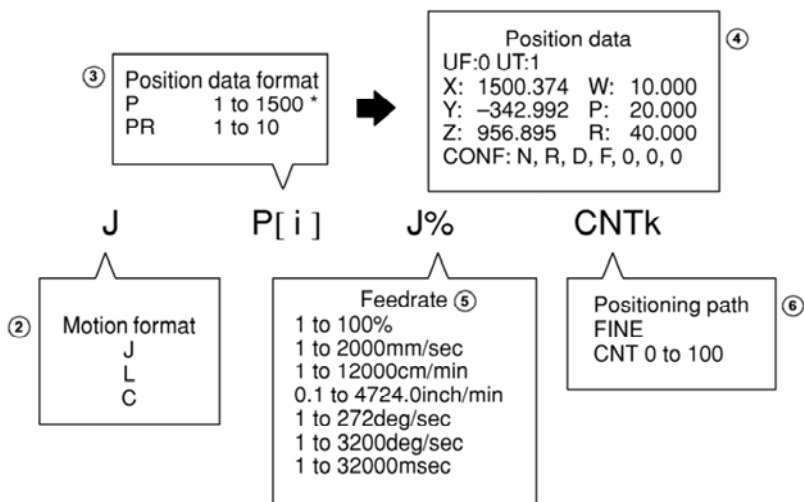 ③
Position data format
P 1 to 1500 *
PR 1 to 10
Position data ④
UF:0 UT:1
X: 1500.374 W: 10.000
Y: –342.992 P: 20.000
Z: 956.895 R: 40.000
CONF: N, R, D, F, 0, 0, 0
J P[ i ] J% CNTk
②
Motion format
J
L
C
Feedrate ⑤
1 to 100%
1 to 2000mm/sec
1 to 12000cm/min
0.1 to 4724.0inch/min
1 to 272deg/sec
1 to 3200deg/sec
1 to 32000msec
Positioning path ⑥
FINE
CNT 0 to 100